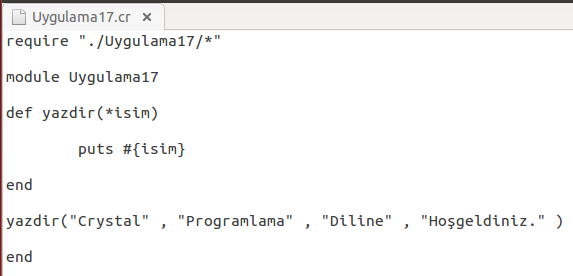 Uygulama17.cr
require "./Uygulama17/*"
module Uygulama17
def yazdir(*isim)
puts #{isim}
end
yazdir("Crystal" , "Programlama" , "Diline" , "Hoşgeldiniz." )
end